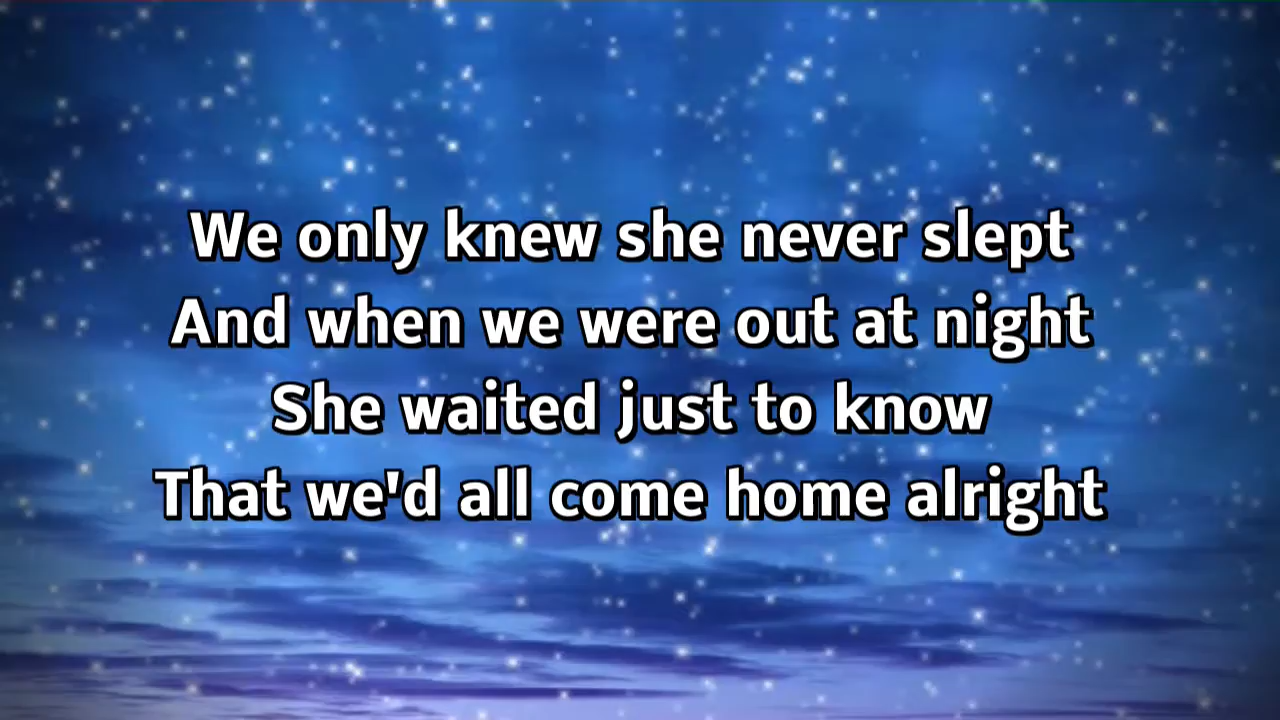 We only knew she never slept
And when we were out at night
She waited just to know
That we'd all come home alright